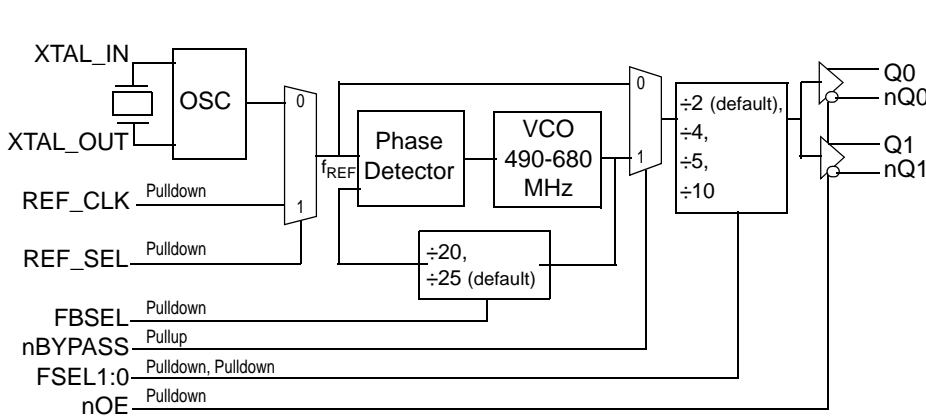 XTAL_IN
OSC
XTAL_OUT
REF_CLK Pulldown
REF_SEL Pulldown
FBSEL Pulldown
nBYPASS Pullup
FSEL1:0 Pulldown, Pulldown
nOE Pulldown
0
1
fREF
Phase
Detector
VCO
490-680
MHz
÷20,
÷25 (default)
0
1
÷2 (default),
÷4,
÷5,
÷10
Q0
nQ0
Q1
nQ1